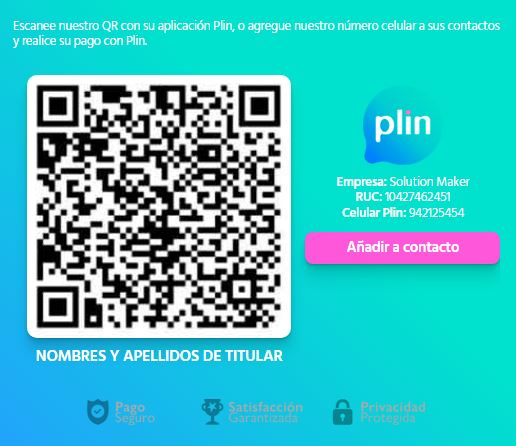 Escanee nuestro QR con su aplicación Plin, o agregue nuestro número celular a sus contactos
y realice su pago con Plin.
plin
Empresa: Solution Maker
RUC: 10427462451
Celular Plin: 942125454
Añadir a contacto
NOMBRES Y APELLIDOS DE TITULAR
Pago
Seguro
Satisfacción
Garantizada
Privacidad
Protegida